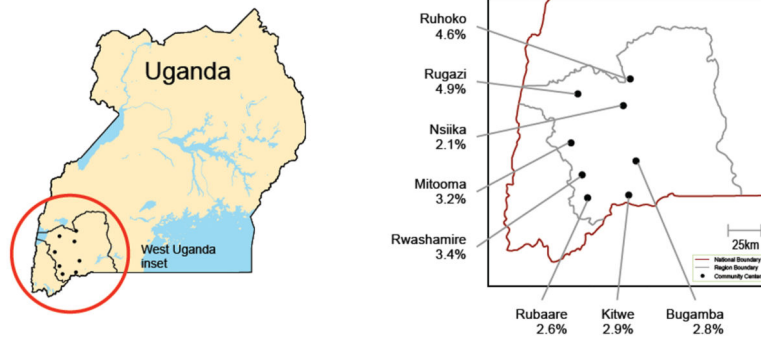 Uganda
West Uganda
inset
Ruhoko
4.6%
Rugazi
4.9%
Nsiika
2.1%
Mitooma
3.2%
Rwashamire
3.4%
Rubaare
2.6%
Kitwe
2.9%
Bugamba
2.8%
25km
National Boundary
Region Boundary
Community Center